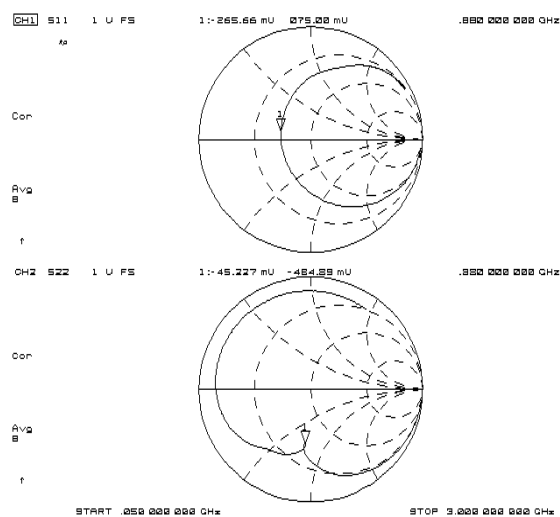 CH1 S11 1 U FS 1:-265.66 mU 075.00 mU .880 000 000 GHz
Cor
Avg
8
↑
1
CH2 S22 1 U FS 1:-45.227 mU -484.89 mU .880 000 000 GHz
Cor
Avg
8
↑
START .050 000 000 GHz STOP 3.000 000 000 GHz